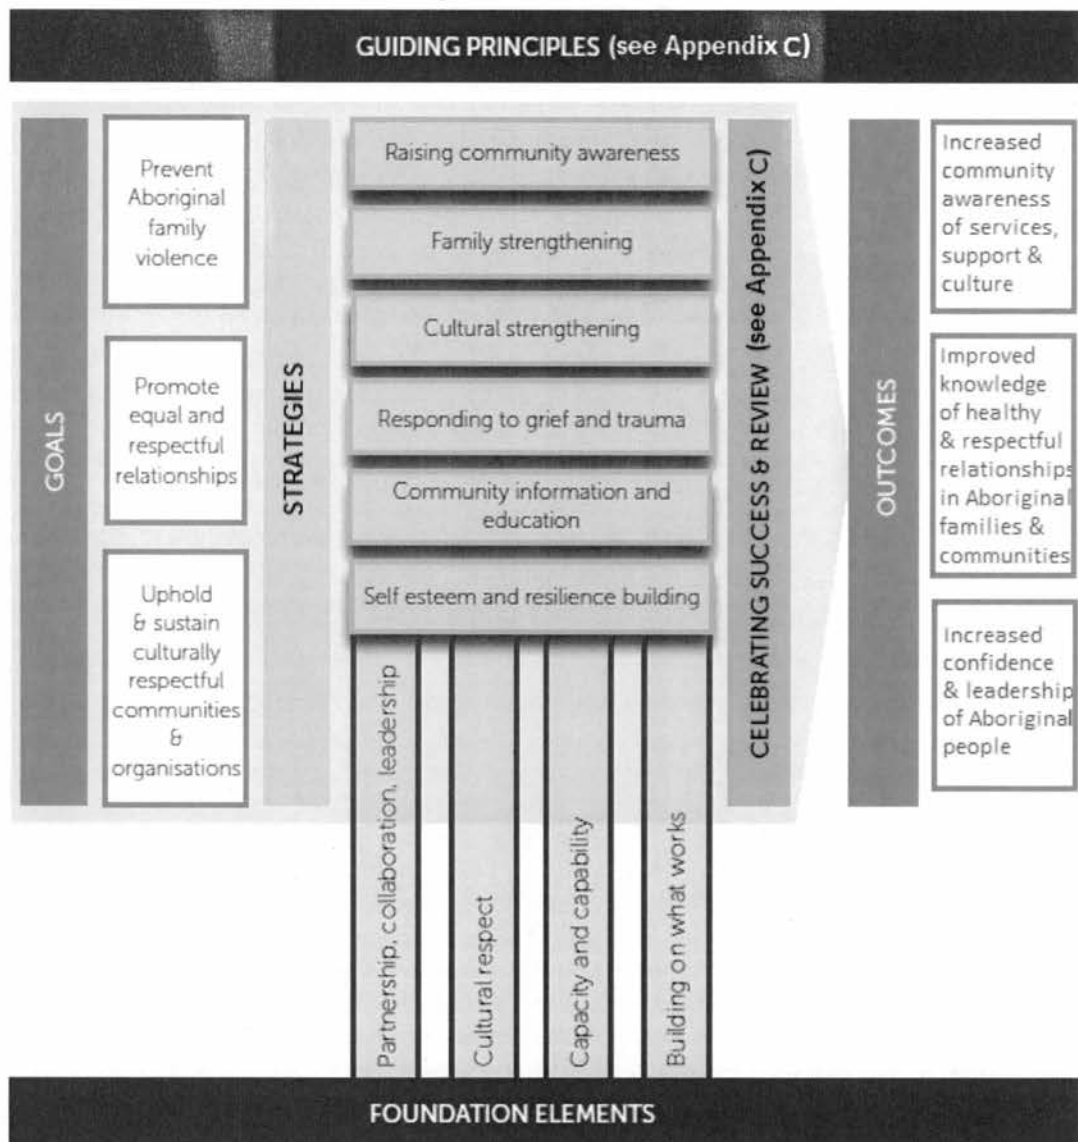 GUIDING PRINCIPLES (see Appendix C)
GOALS
Prevent
Aboriginal
family
violence
Promote
equal and
respectful
relationships
Uphold
& sustain
culturally
respectful
communities
&
organisations
STRATEGIES
Raising community awareness
Family strengthening
Cultural strengthening
Responding to grief and trauma
Community information and
education
Self esteem and resilience building
Partnership, collaboration, leadership
Cultural respect
Capacity and capability
Building on what works
CELEBRATING SUCCESS & REVIEW (see Appendix C)
OUTCOMES
Increased
community
awareness
of services,
support &
culture
Improved
knowledge
of healthy
& respectful
relationships
in Aboriginal
families &
communities
Increased
confidence
& leadership
of Aboriginal
people
FOUNDATION ELEMENTS